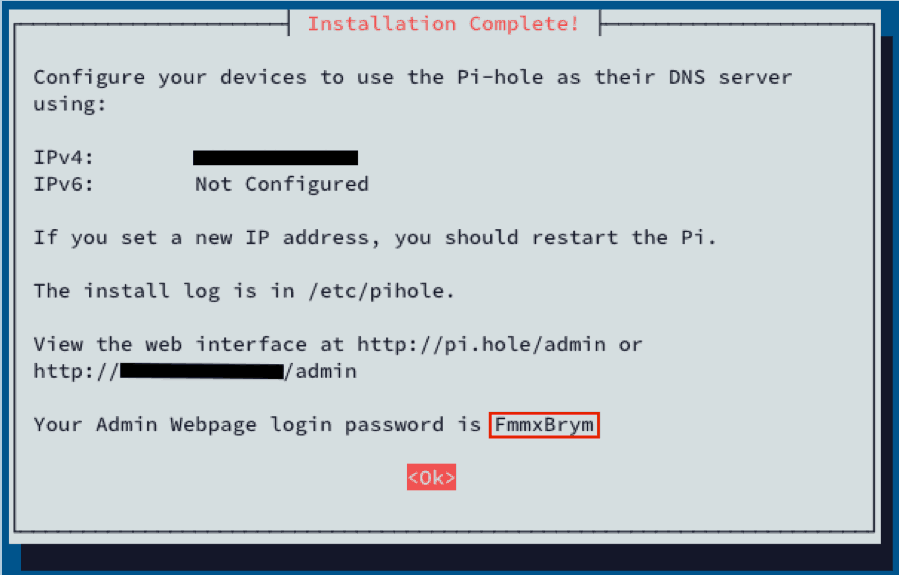 Installation Complete!
Configure your devices to use the Pi-hole as their DNS server
using:
IPv4:
IPv6: Not Configured
If you set a new IP address, you should restart the Pi.
The install log is in /etc/pihole.
View the web interface at http://pi.hole/admin or
http:// /admin
Your Admin Webpage login password is FmmxBrym
<Ok>